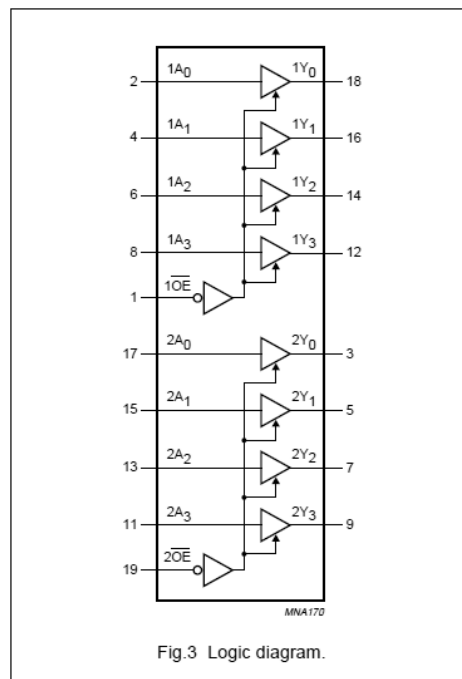 2 1A0 1Y0 18
4 1A1 1Y1 16
6 1A2 1Y2 14
8 1A3 1Y3 12
1 1OE
17 2A0 2Y0 3
15 2A1 2Y1 5
13 2A2 2Y2 7
11 2A3 2Y3 9
19 2OE
MNA170
Fig.3 Logic diagram.